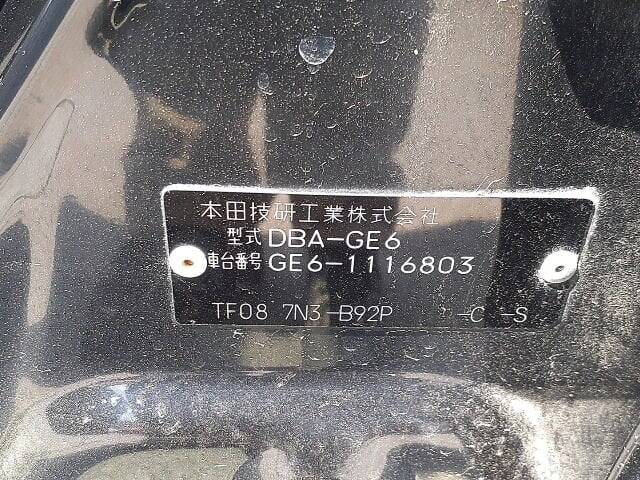 本田技研工業株式会社
型式 DBA-GE6
車台番号 GE6-1116803
TF08 7N3-B92P -C -S